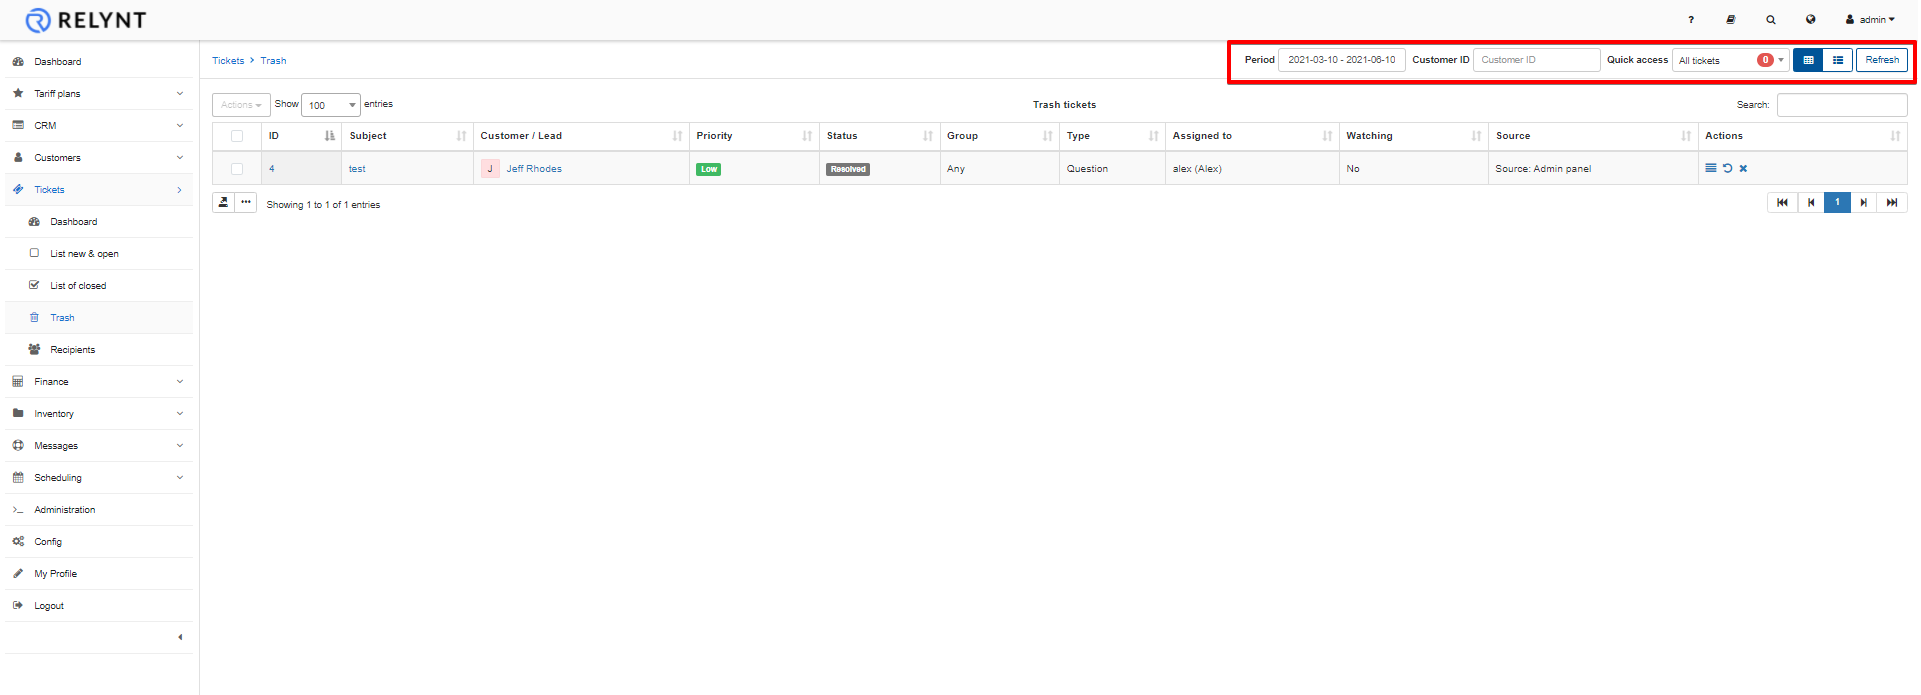 RELYNT
? admin
Dashboard
Tariff plans
CRM
Customers
Tickets
Dashboard
List new & open
List of closed
Trash
Recipients
Finance
Inventory
Messages
Scheduling
Administration
Config
My Profile
Logout
Tickets > Trash
Period 2021-03-10 - 2021-06-10 Customer ID Customer ID Quick access All tickets 0 Refresh
Actions Show 100 entries Trash tickets Search:
ID Subject Customer / Lead Priority Status Group Type Assigned to Watching Source Actions
4 test J Jeff Rhodes Low Resolved Any Question alex (Alex) No Source: Admin panel
Showing 1 to 1 of 1 entries 1